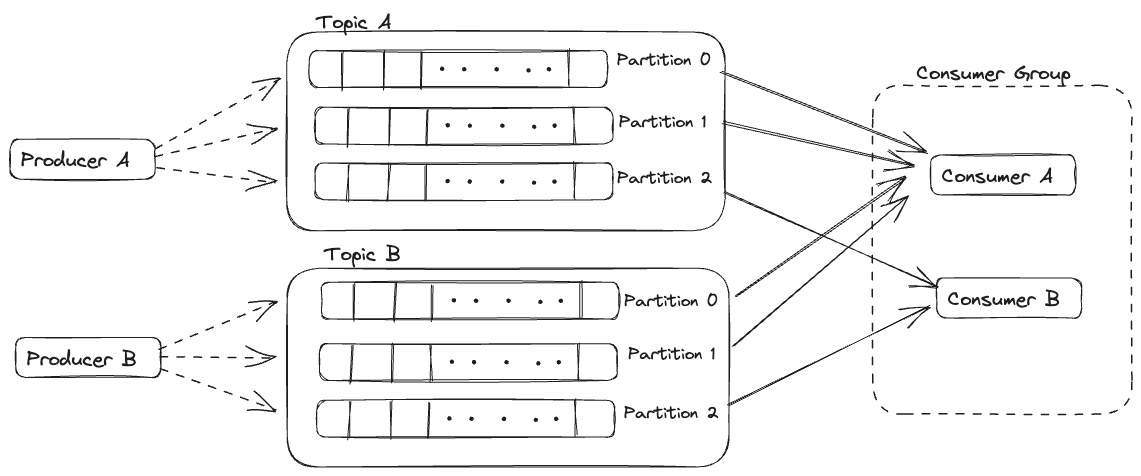 Topic A
Partition 0
Partition 1
Partition 2
Producer A
Topic B
Partition 0
Partition 1
Partition 2
Producer B
Consumer Group
Consumer A
Consumer B